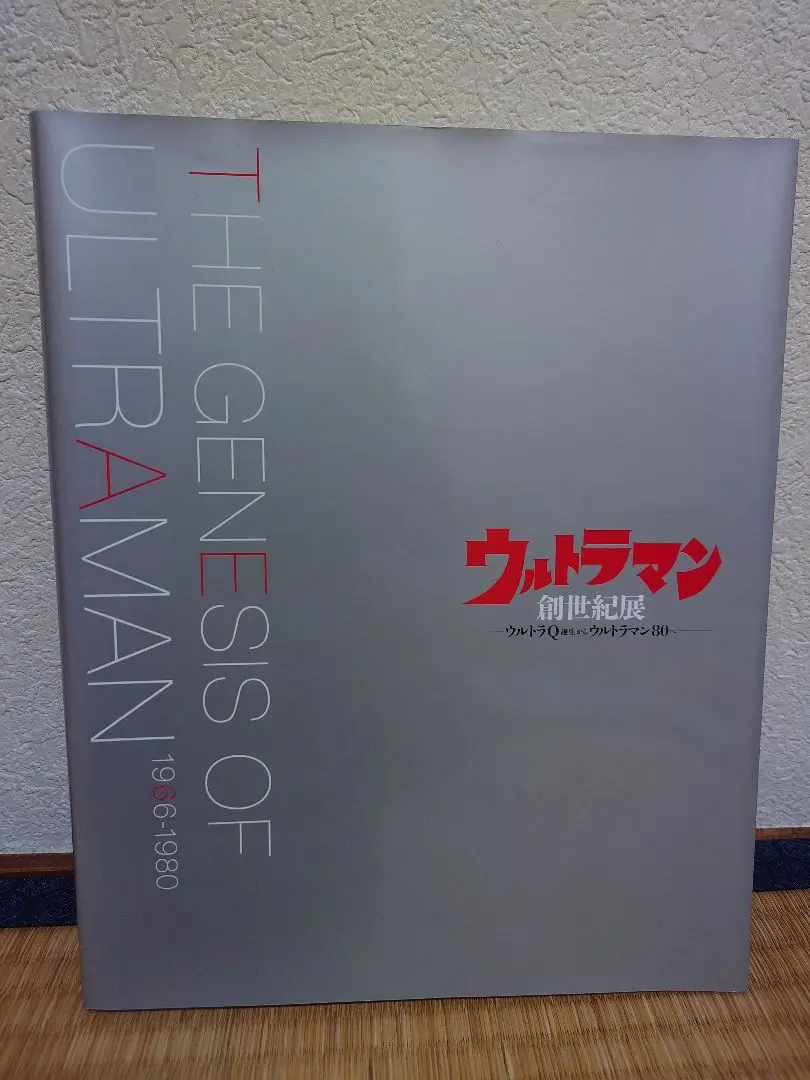 THE GENESIS OF
ULTRAMAN 1966-1980
ウルトラマン
創世紀展
ウルトラQ誕生からウルトラマン80へ